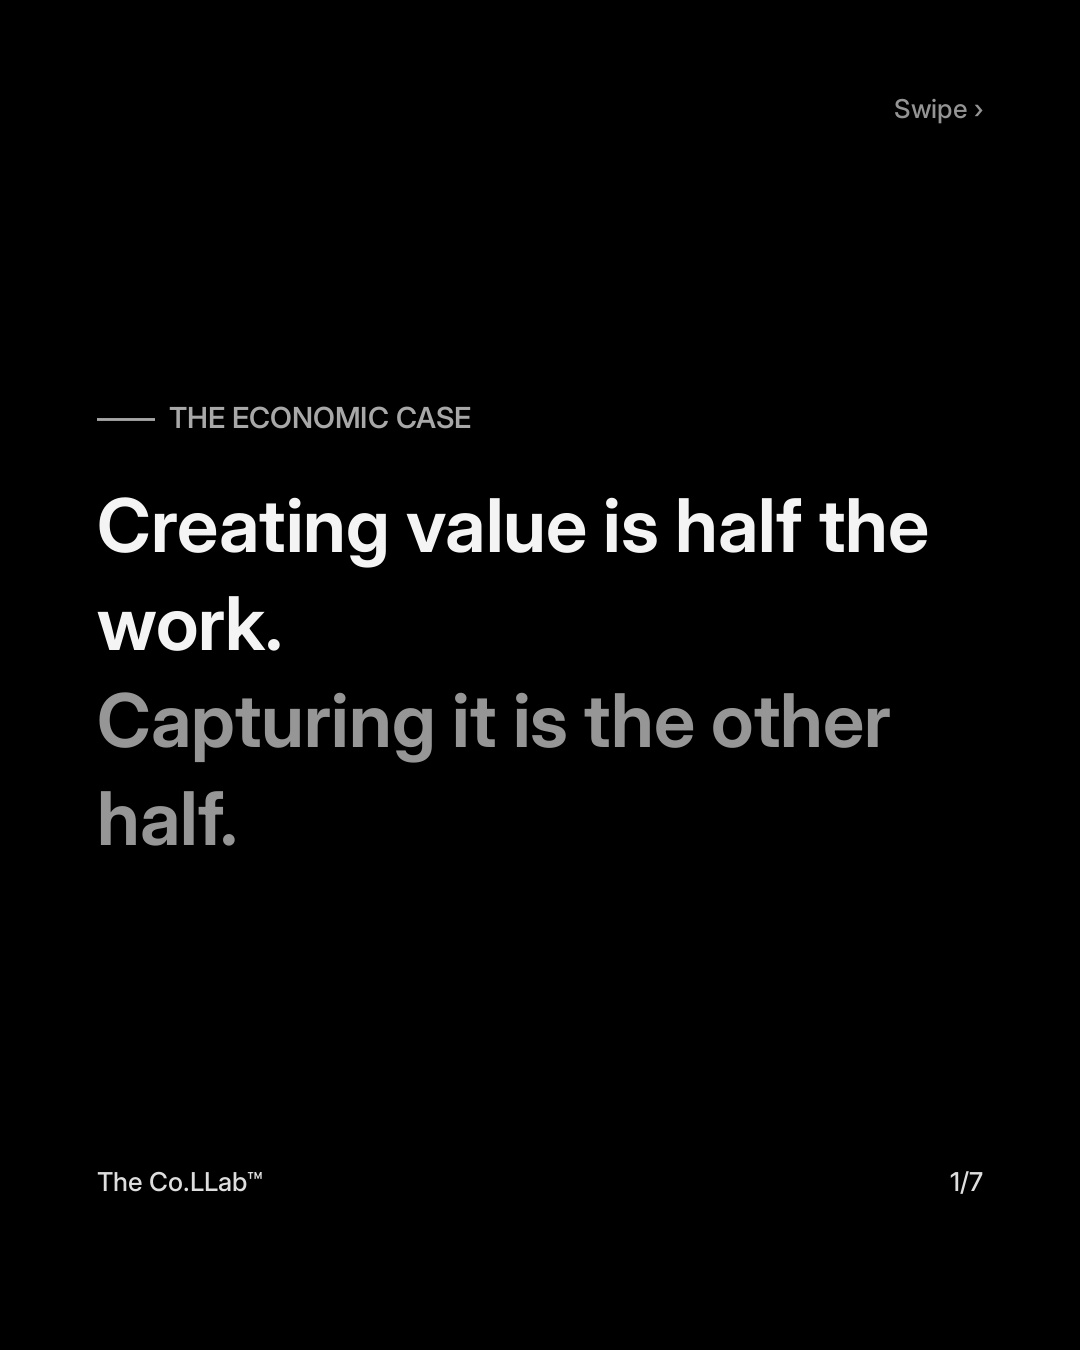 Swipe ›
THE ECONOMIC CASE
Creating value is half the
work.
Capturing it is the other
half.
The Co.LLab™
1/7